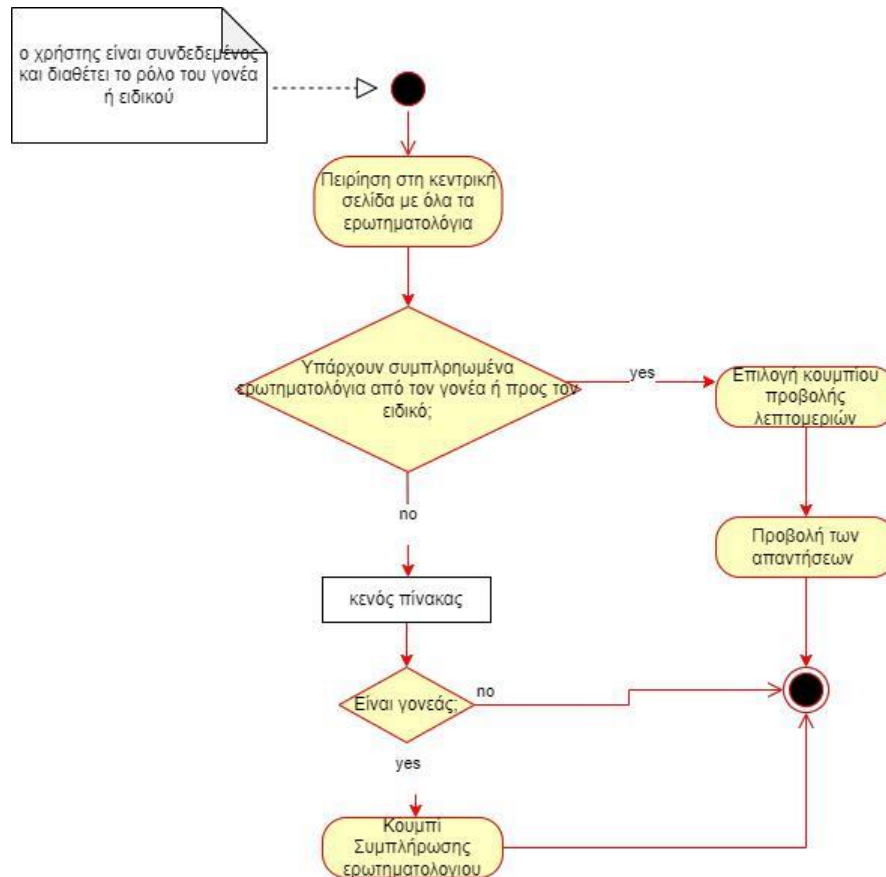 ο χρήστης είναι συνδεδεμένος
και διαθέτει το ρόλο του γονέα
ή ειδικού
Πειρίηση στη κεντρική
σελίδα με όλα τα
ερωτηματολόγια
Υπάρχουν συμπλρηωμένα
ερωτηματολόγια από τον γονέα ή προς τον
ειδικό;
yes
Επιλογή κουμπίου
προβολής
λεπτομεριών
no
Προβολή των
απαντήσεων
κενός πίνακας
Είναι γονεάς;
no
yes
Κουμπί
Συμπλήρωσης
ερωτηματολογιου